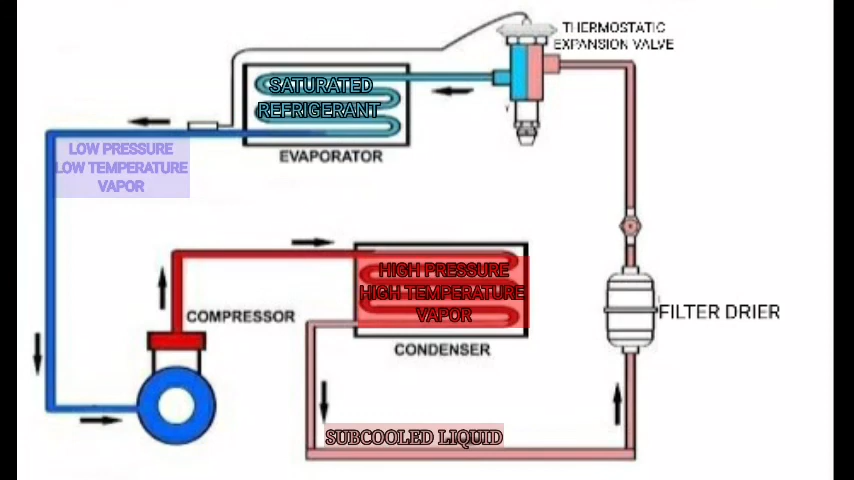 THERMOSTATIC
EXPANSION VALVE
SATURATED
REFRIGERANT
EVAPORATOR
LOW PRESSURE
LOW TEMPERATURE
VAPOR
HIGH PRESSURE
HIGH TEMPERATURE
VAPOR
COMPRESSOR
FILTER DRIER
CONDENSER
SUBCOOLED LIQUID